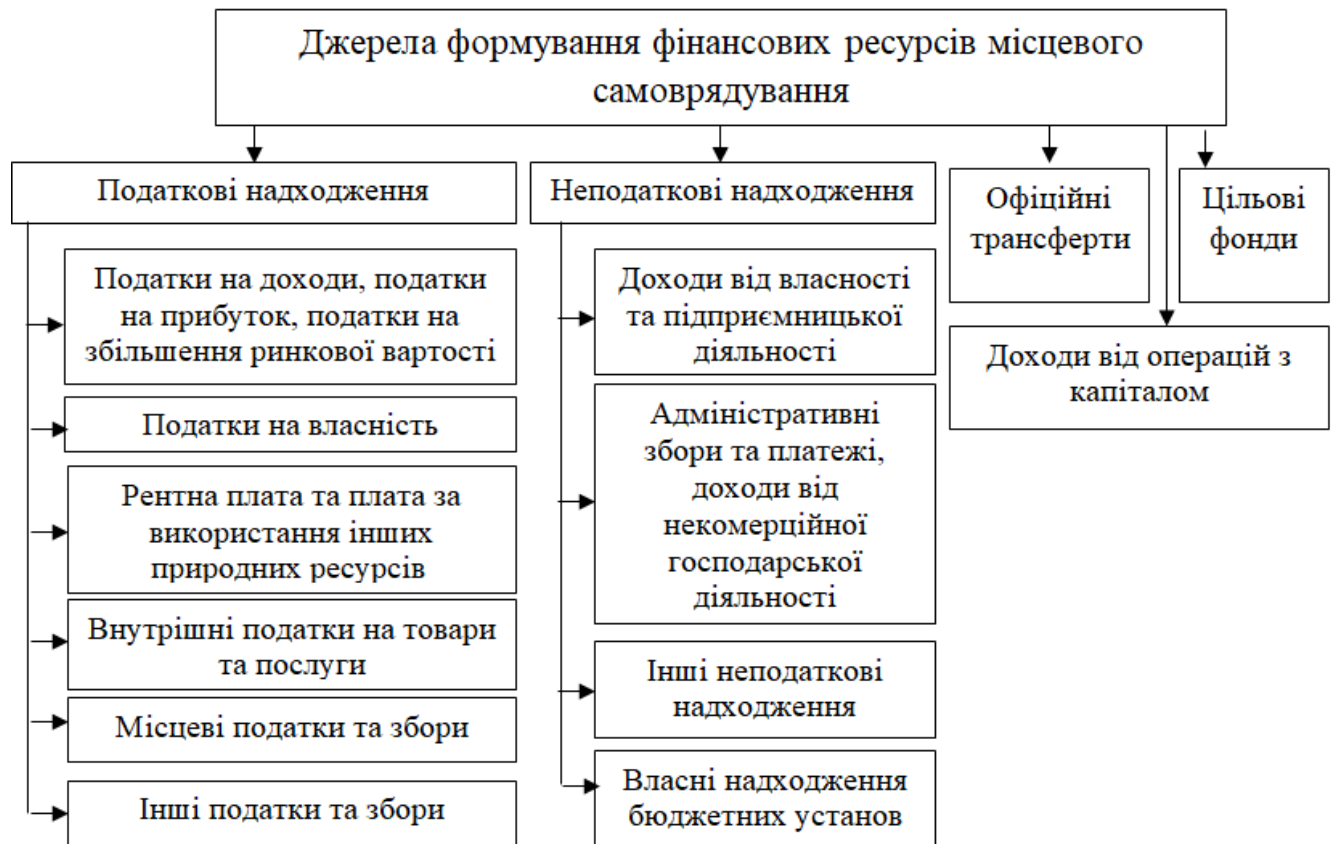 Джерела формування фінансових ресурсів місцевого
самоврядування
Податкові надходження
Податки на доходи, податки
на прибуток, податки на
збільшення ринкової вартості
Податки на власність
Рентна плата та плата за
використання інших
природних ресурсів
Внутрішні податки на товари
та послуги
Місцеві податки та збори
Інші податки та збори
Неподаткові надходження
Доходи від власності
та підприємницької
діяльності
Адміністративні
збори та платежі,
доходи від
некомерційної
господарської
діяльності
Інші неподаткові
надходження
Власні надходження
бюджетних установ
Офіційні
трансферти
Цільові
фонди
Доходи від операцій з
капіталом